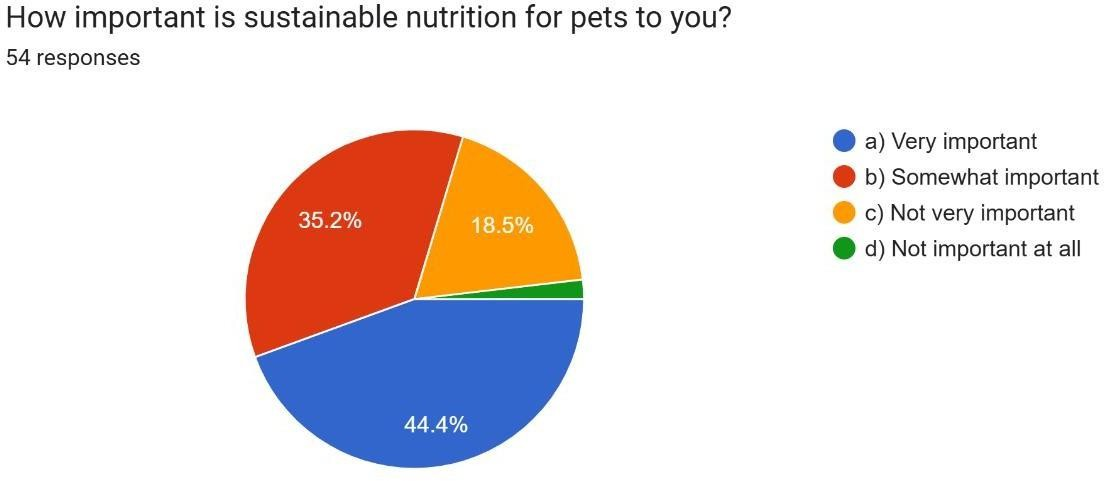 How important is sustainable nutrition for pets to you?
54 responses
a) Very important
b) Somewhat important
c) Not very important
d) Not important at all
35.2%
18.5%
44.4%